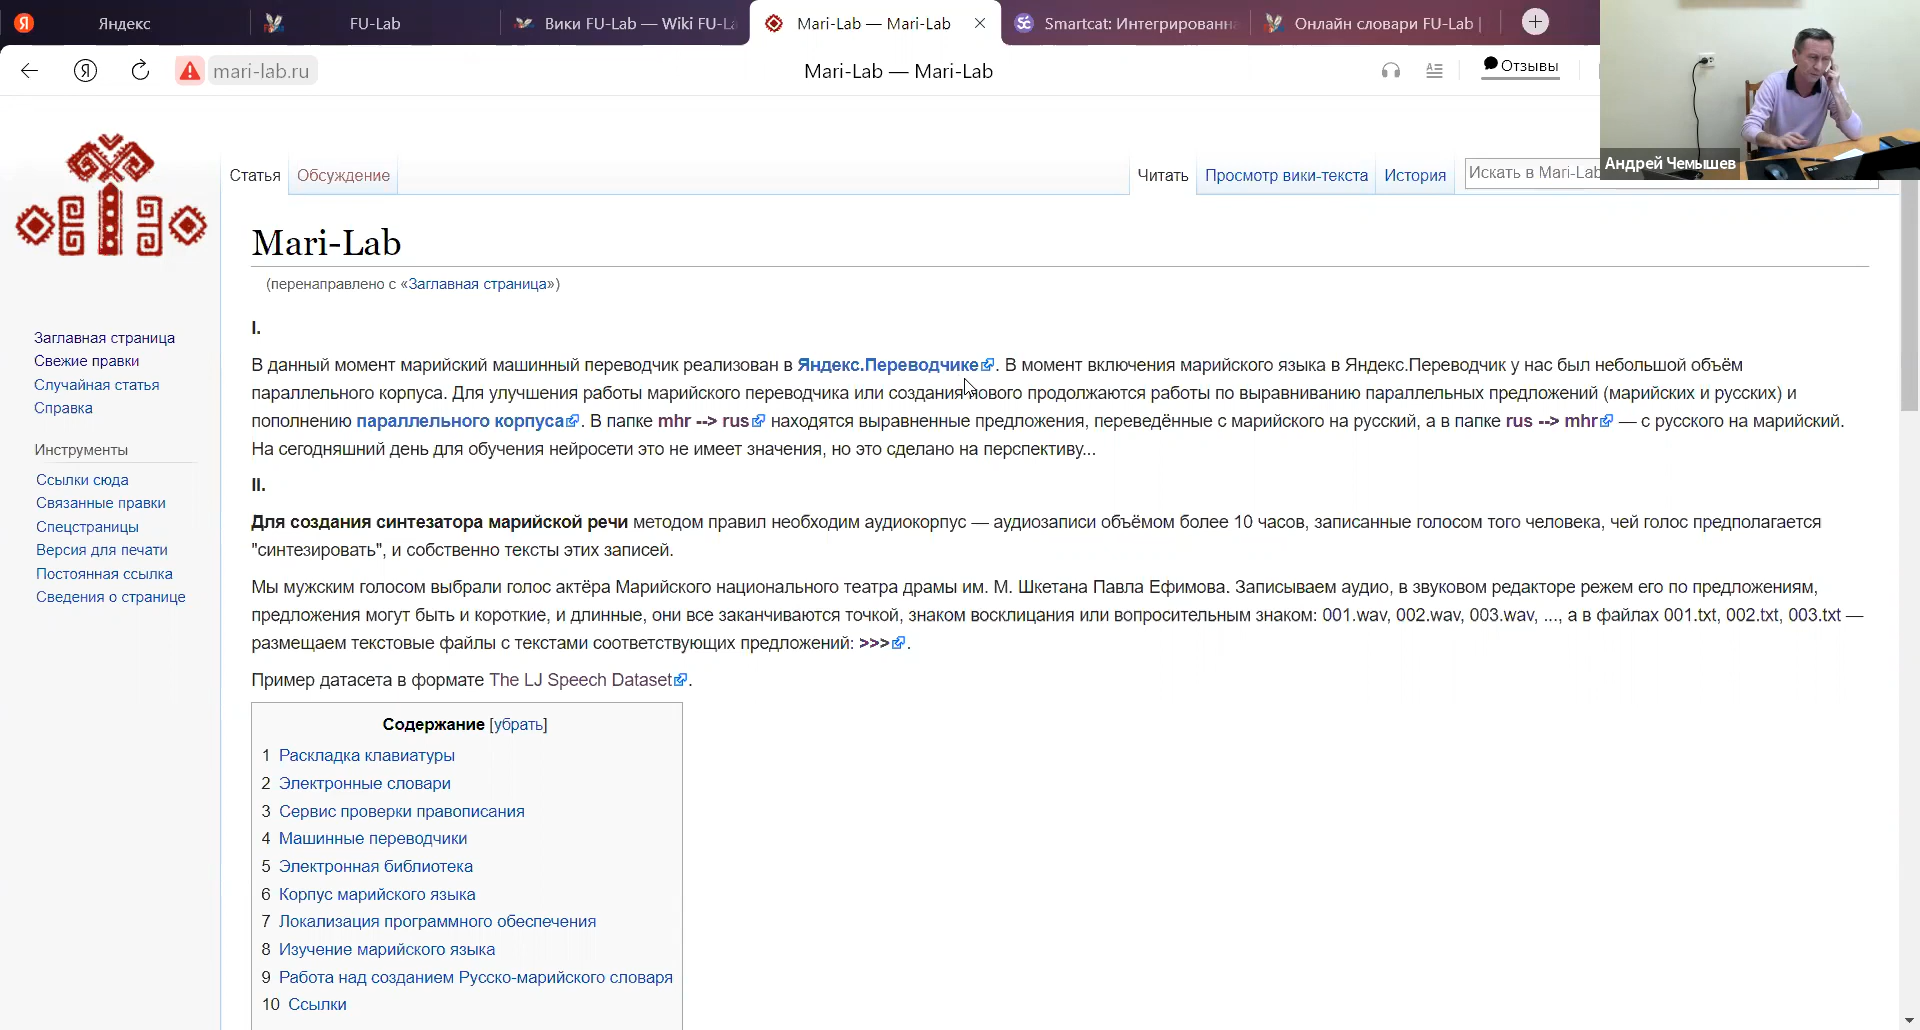 Яндекс
FU-Lab
Вики FU-Lab — Wiki FU-La
Mari-Lab — Mari-Lab
Smartcat: Интегрированна
Онлайн словари FU-Lab |
mari-lab.ru
Mari-Lab — Mari-Lab
Отзывы
Андрей Чемышев
Статья
Обсуждение
Читать
Просмотр вики-текста
История
Искать в Mari-Lab
Mari-Lab
(перенаправлено с «Заглавная страница»)
Заглавная страница
Свежие правки
Случайная статья
Справка
Инструменты
Ссылки сюда
Связанные правки
Спецстраницы
Версия для печати
Постоянная ссылка
Сведения о странице
I.
В данный момент марийский машинный переводчик реализован в Яндекс.Переводчике. В момент включения марийского языка в Яндекс.Переводчик у нас был небольшой объём
параллельного корпуса. Для улучшения работы марийского переводчика или создания нового продолжаются работы по выравниванию параллельных предложений (марийских и русских) и
пополнению параллельного корпуса. В папке mhr --> rus находятся выравненные предложения, переведённые с марийского на русский, а в папке rus --> mhr — с русского на марийский.
На сегодняшний день для обучения нейросети это не имеет значения, но это сделано на перспективу...
II.
Для создания синтезатора марийской речи методом правил необходим аудиокорпус — аудиозаписи объёмом более 10 часов, записанные голосом того человека, чей голос предполагается
"синтезировать", и собственно тексты этих записей.
Мы мужским голосом выбрали голос актёра Марийского национального театра драмы им. М. Шкетана Павла Ефимова. Записываем аудио, в звуковом редакторе режем его по предложениям,
предложения могут быть и короткие, и длинные, они все заканчиваются точкой, знаком восклицания или вопросительным знаком: 001.wav, 002.wav, 003.wav, ..., а в файлах 001.txt, 002.txt, 003.txt —
размещаем текстовые файлы с текстами соответствующих предложений: >>>.
Пример датасета в формате The LJ Speech Dataset.
Содержание [убрать]
1 Раскладка клавиатуры
2 Электронные словари
3 Сервис проверки правописания
4 Машинные переводчики
5 Электронная библиотека
6 Корпус марийского языка
7 Локализация программного обеспечения
8 Изучение марийского языка
9 Работа над созданием Русско-марийского словаря
10 Ссылки